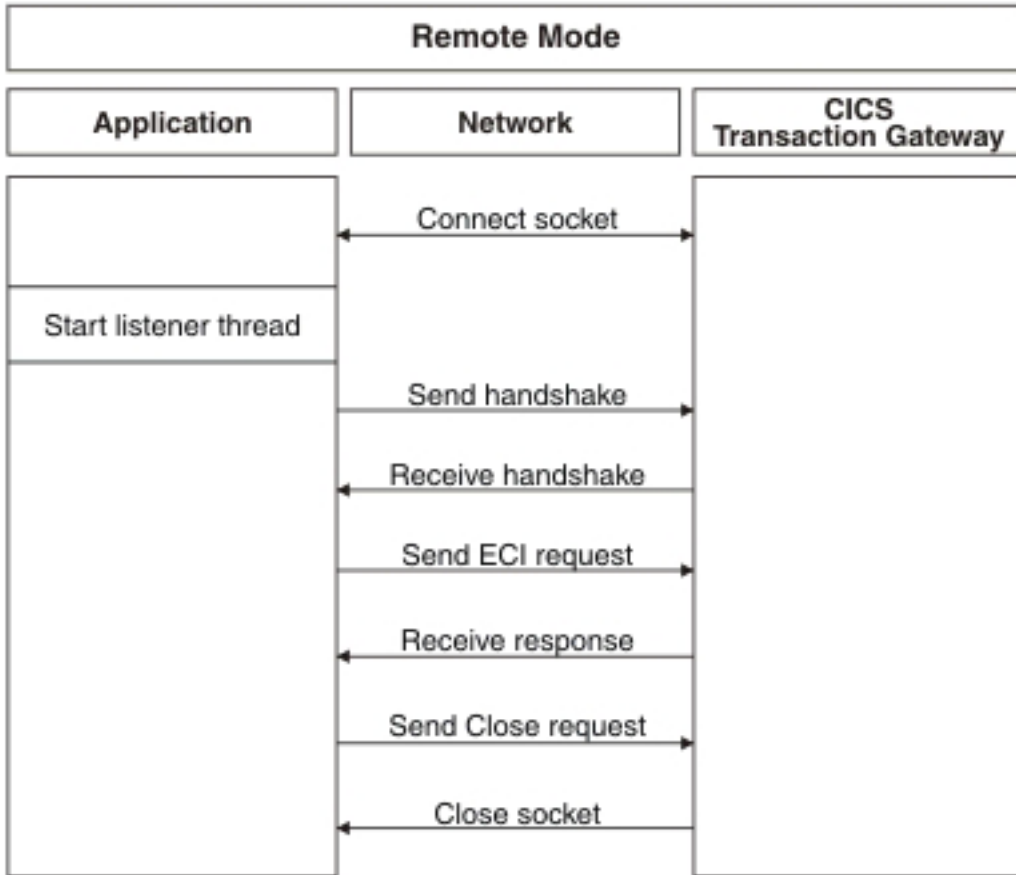 Remote Mode
Application
Network
CICS
Transaction Gateway
Connect socket
Start listener thread
Send handshake
Receive handshake
Send ECI request
Receive response
Send Close request
Close socket